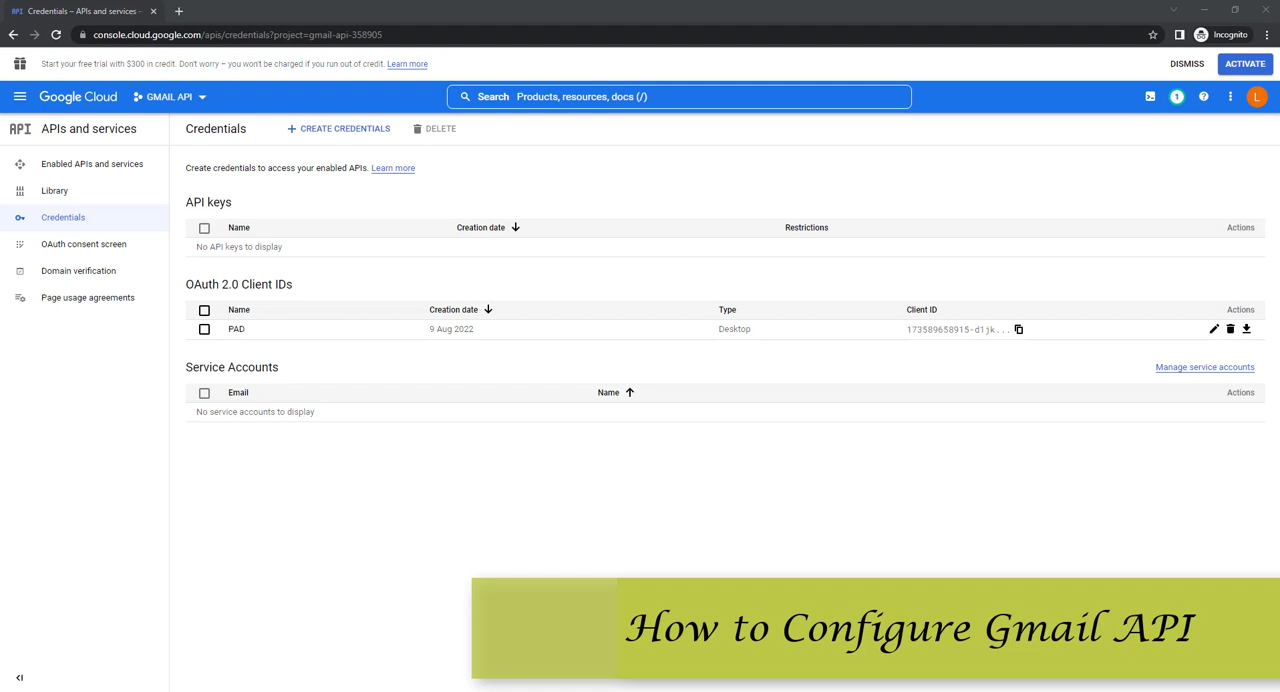 API Credentials – APIs and services –
console.cloud.google.com/apis/credentials?project=gmail-api-358905
Incognito
Start your free trial with $300 in credit. Don't worry – you won't be charged if you run out of credit. Learn more
DISMISS
ACTIVATE
Google Cloud
GMAIL API
Search Products, resources, docs (/)
1
L
API APIs and services
Enabled APIs and services
Library
Credentials
OAuth consent screen
Domain verification
Page usage agreements
Credentials
CREATE CREDENTIALS
DELETE
Create credentials to access your enabled APIs. Learn more
API keys
Name Creation date Restrictions Actions
No API keys to display
OAuth 2.0 Client IDs
Name Creation date Type Client ID Actions
PAD 9 Aug 2022 Desktop 173589658915-d1jk...
Service Accounts
Manage service accounts
Email Name Actions
No service accounts to display
How to Configure Gmail API